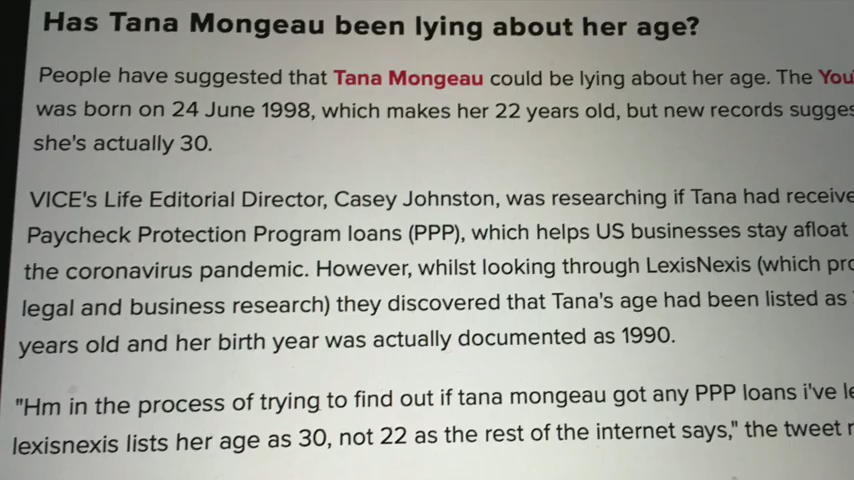 Has Tana Mongeau been lying about her age?
People have suggested that Tana Mongeau could be lying about her age. The You
was born on 24 June 1998, which makes her 22 years old, but new records sugges
she's actually 30.
VICE's Life Editorial Director, Casey Johnston, was researching if Tana had receive
Paycheck Protection Program loans (PPP), which helps US businesses stay afloat
the coronavirus pandemic. However, whilst looking through LexisNexis (which pro
legal and business research) they discovered that Tana's age had been listed as
years old and her birth year was actually documented as 1990.
"Hm in the process of trying to find out if tana mongeau got any PPP loans i've le
lexisnexis lists her age as 30, not 22 as the rest of the internet says," the tweet r